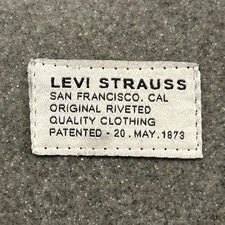 LEVI STRAUSS
SAN FRANCISCO, CAL
ORIGINAL RIVETED
QUALITY CLOTHING
PATENTED - 20. MAY. 1873